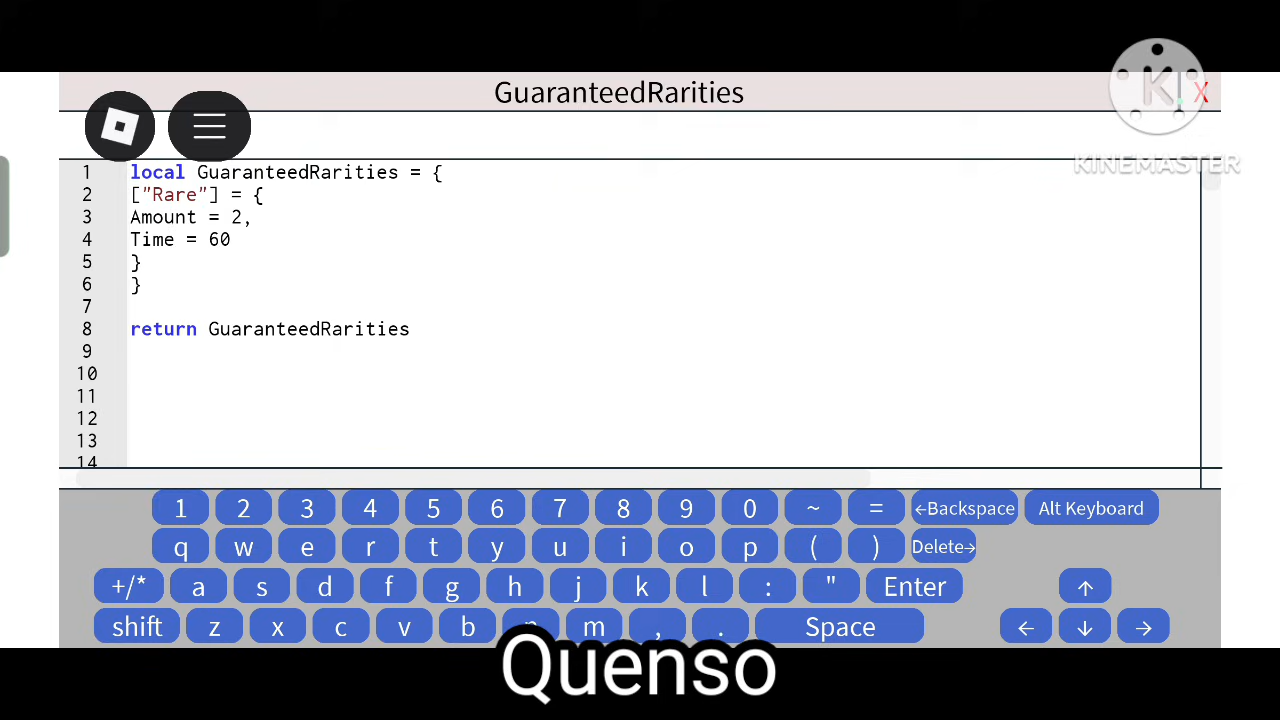 GuaranteedRarities
X
K
KINEMASTER
1 local GuaranteedRarities = {
2 ["Rare"] = {
3 Amount = 2,
4 Time = 60
5 }
6 }
7
8 return GuaranteedRarities
9
10
11
12
13
14
1 2 3 4 5 6 7 8 9 0 ~ = ←Backspace Alt Keyboard
q w e r t y u i o p ( ) Delete→
+/* a s d f g h j k l : " Enter ↑
shift z x c v b n m , . Space ← ↓ →
Quenso